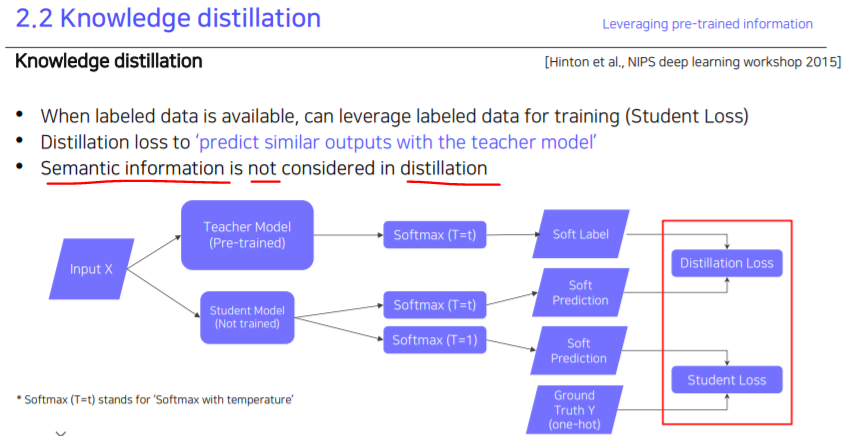 2.2 Knowledge distillation
Leveraging pre-trained information
Knowledge distillation
[Hinton et al., NIPS deep learning workshop 2015]
• When labeled data is available, can leverage labeled data for training (Student Loss)
• Distillation loss to ‘predict similar outputs with the teacher model’
• Semantic information is not considered in distillation
Input X
Teacher Model
(Pre-trained)
Softmax (T=t)
Soft Label
Distillation Loss
Student Model
(Not trained)
Softmax (T=t)
Soft
Prediction
Softmax (T=1)
Soft
Prediction
Student Loss
Ground
Truth Y
(one-hot)
* Softmax (T=t) stands for ‘Softmax with temperature’